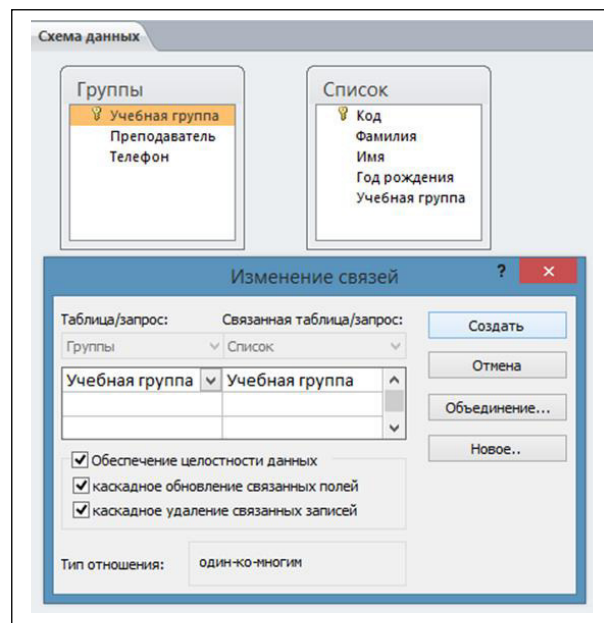 Схема данных
Группы
Учебная группа
Преподаватель
Телефон
Список
Код
Фамилия
Имя
Год рождения
Учебная группа
Изменение связей ? ×
Таблица/запрос: Связанная таблица/запрос:
Группы Список
Учебная группа Учебная группа
Обеспечение целостности данных
каскадное обновление связанных полей
каскадное удаление связанных записей
Тип отношения: один-ко-многим
Создать
Отмена
Объединение...
Новое..